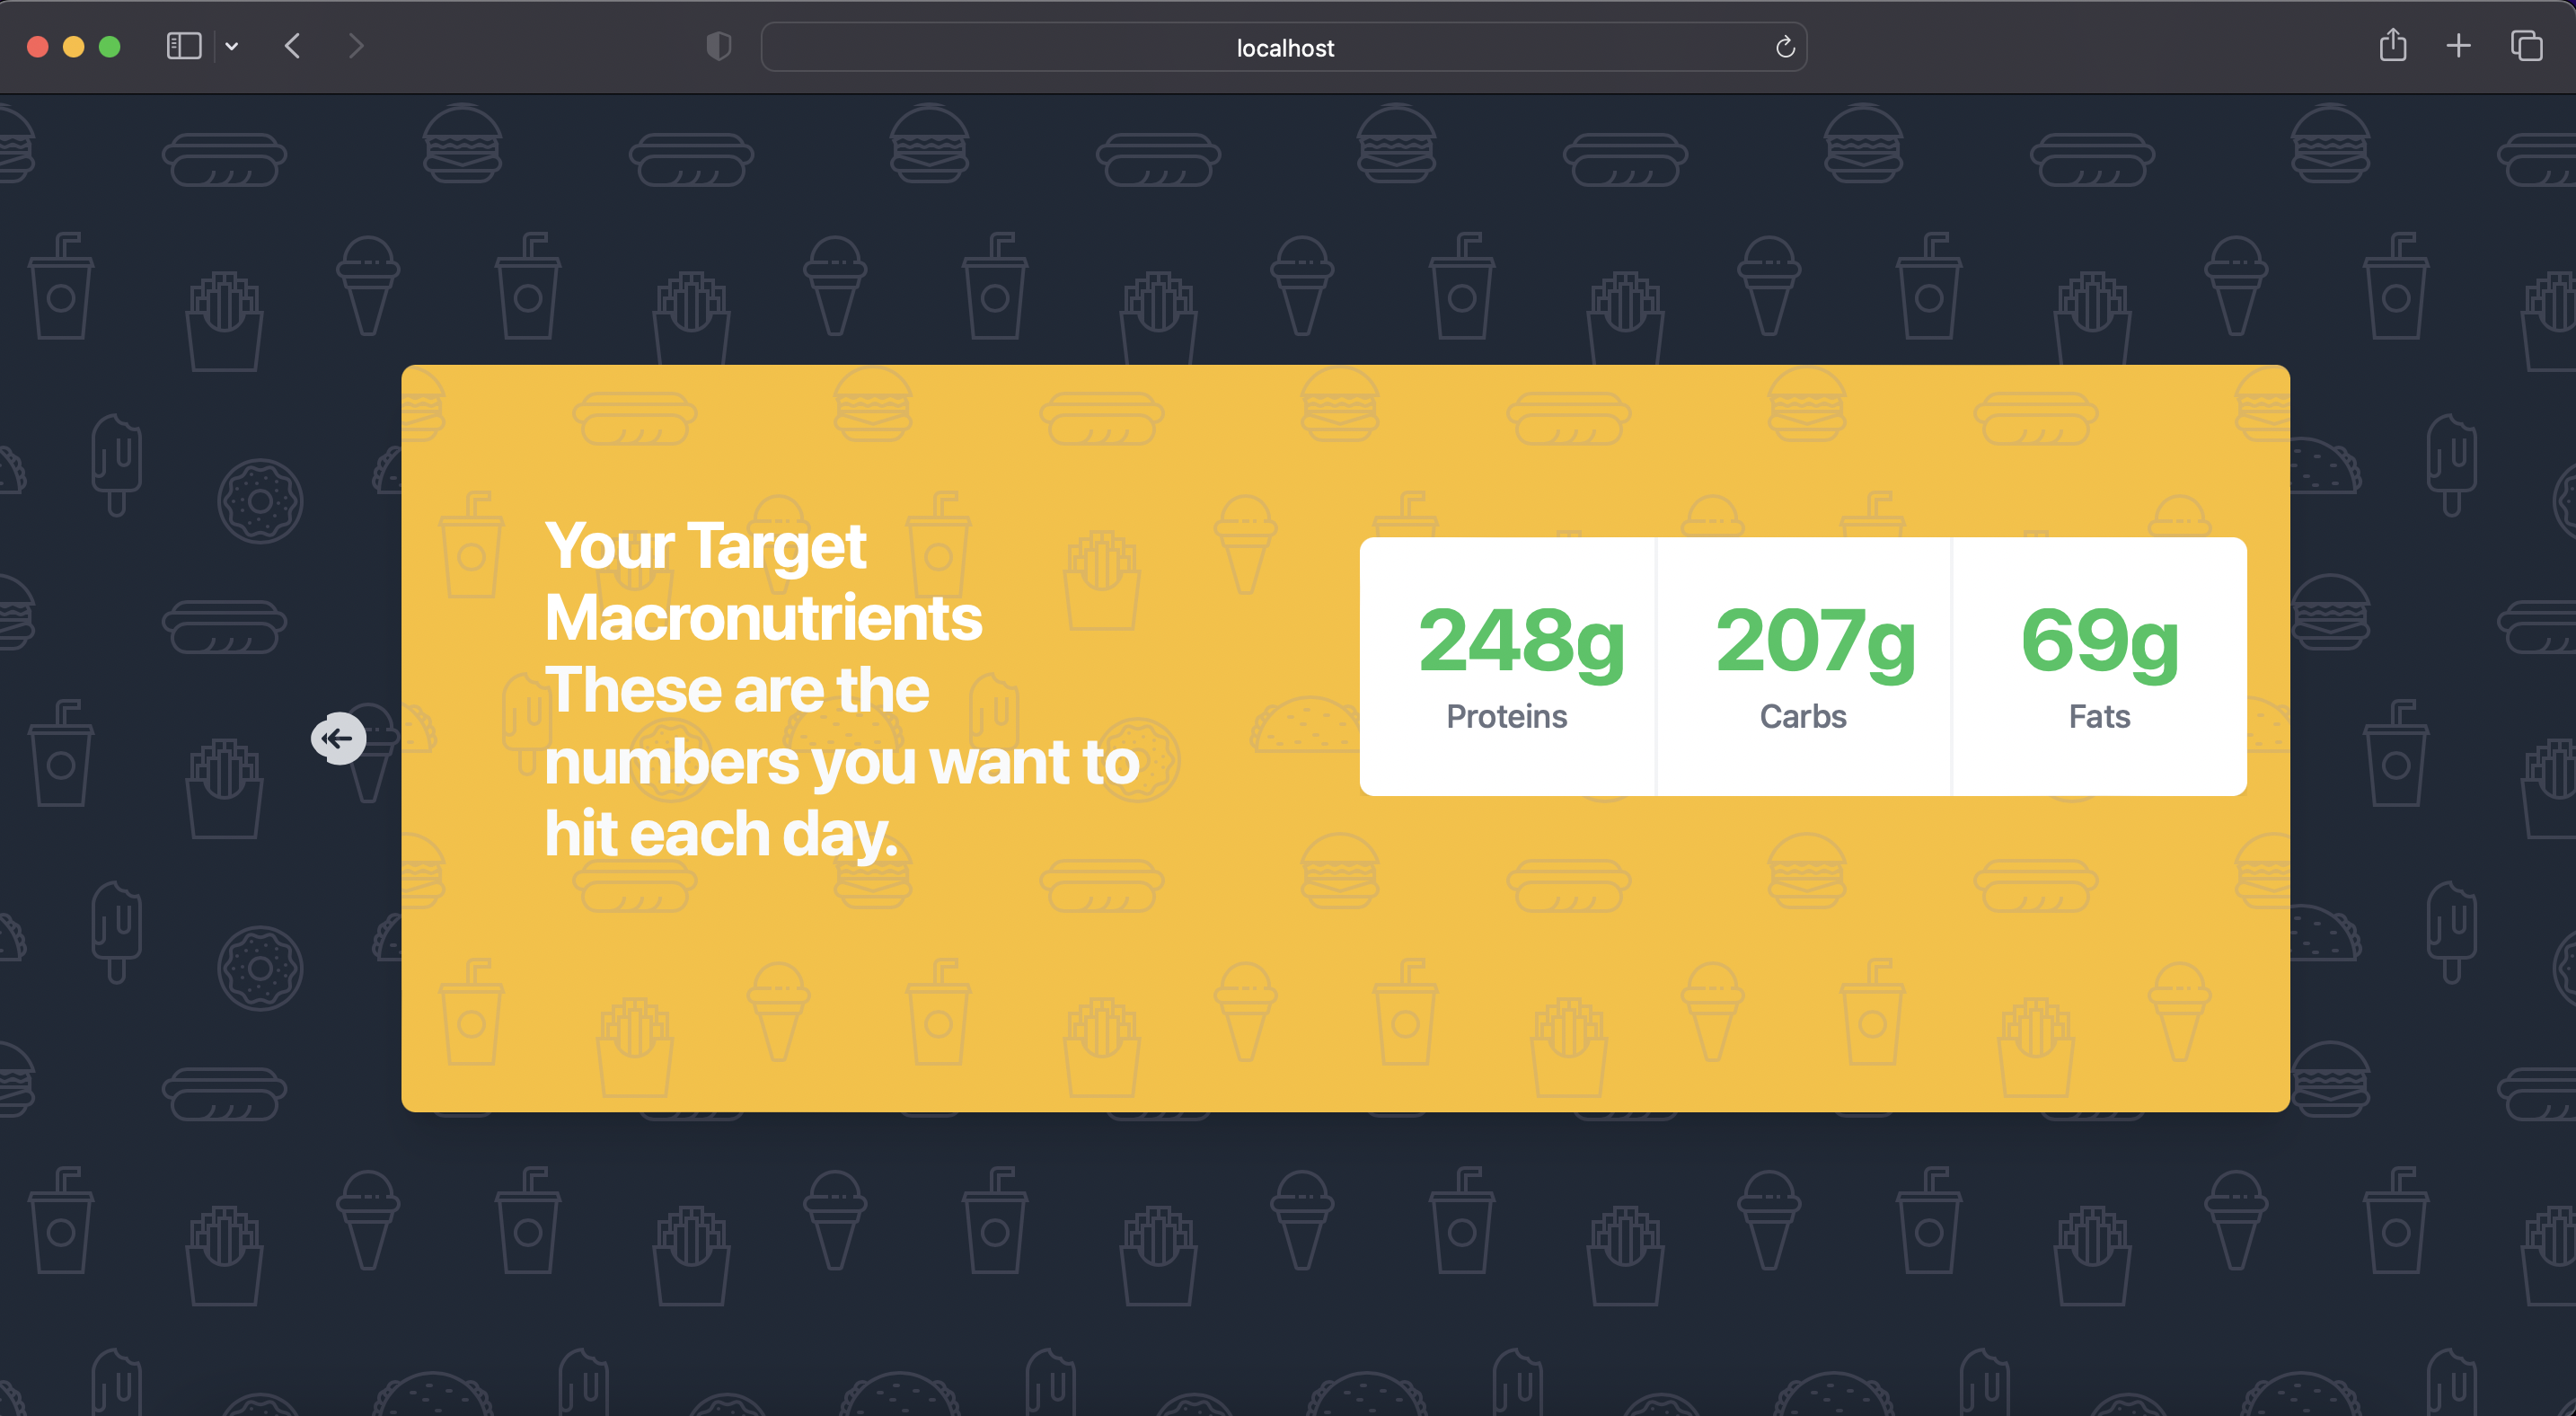 localhost
Your Target
Macronutrients
These are the
numbers you want to
hit each day.
248g
Proteins
207g
Carbs
69g
Fats